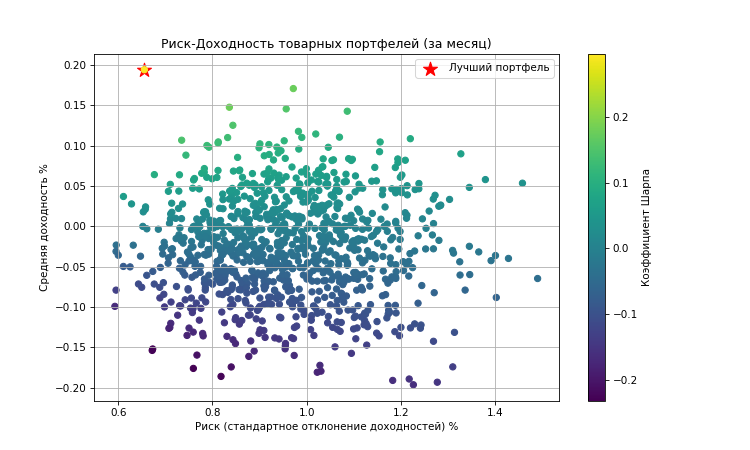 Риск-Доходность товарных портфелей (за месяц)
Лучший портфель
Средняя доходность %
0.20
0.15
0.10
0.05
0.00
−0.05
−0.10
−0.15
−0.20
0.6 0.8 1.0 1.2 1.4
Риск (стандартное отклонение доходностей) %
0.2
0.1
0.0
−0.1
−0.2
Коэффициент Шарпа